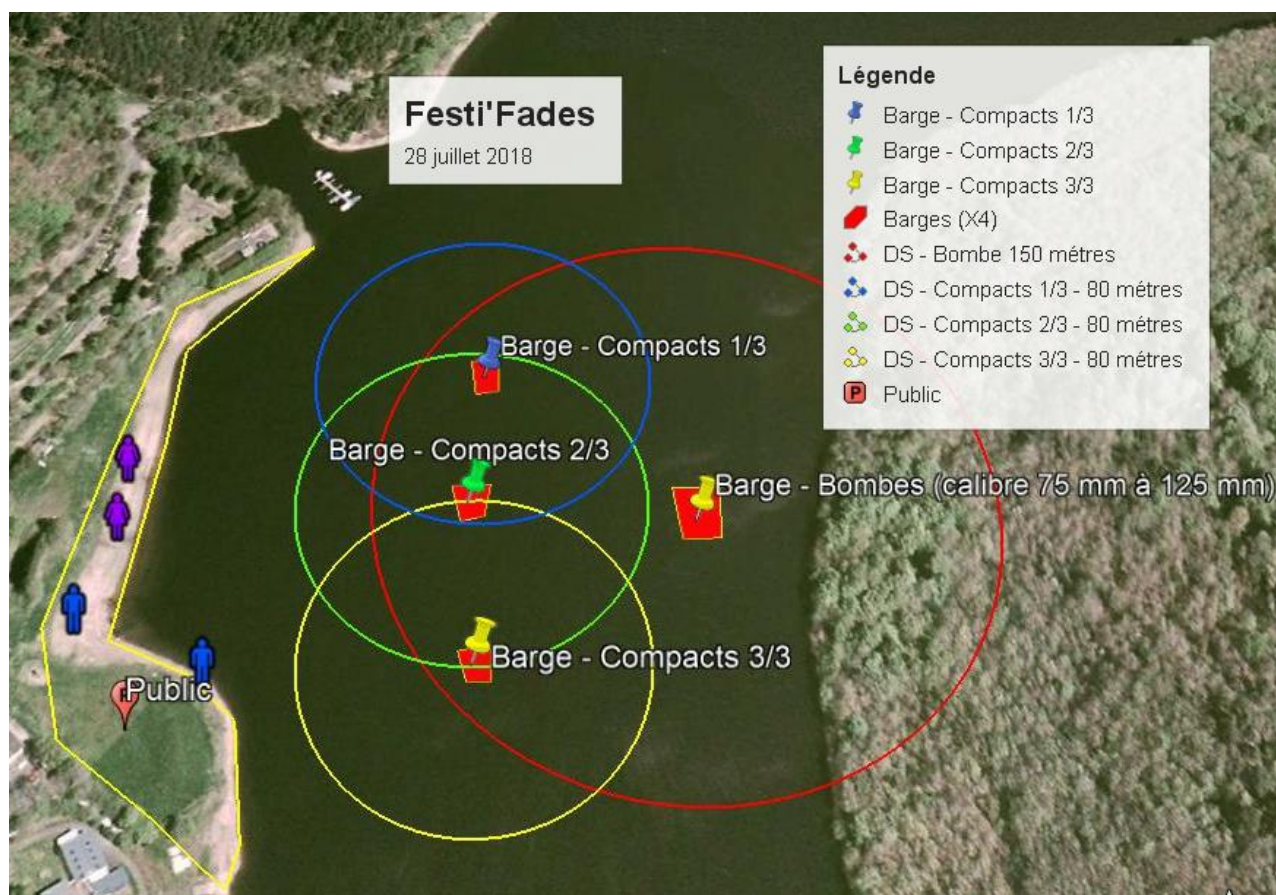 Festi'Fades
28 juillet 2018
Légende
Barge - Compacts 1/3
Barge - Compacts 2/3
Barge - Compacts 3/3
Barges (X4)
DS - Bombe 150 métres
DS - Compacts 1/3 - 80 métres
DS - Compacts 2/3 - 80 métres
DS - Compacts 3/3 - 80 métres
P Public
Barge - Compacts 1/3
Barge - Compacts 2/3
Barge - Bombes (calibre 75 mm à 125 mm)
Barge - Compacts 3/3
Public